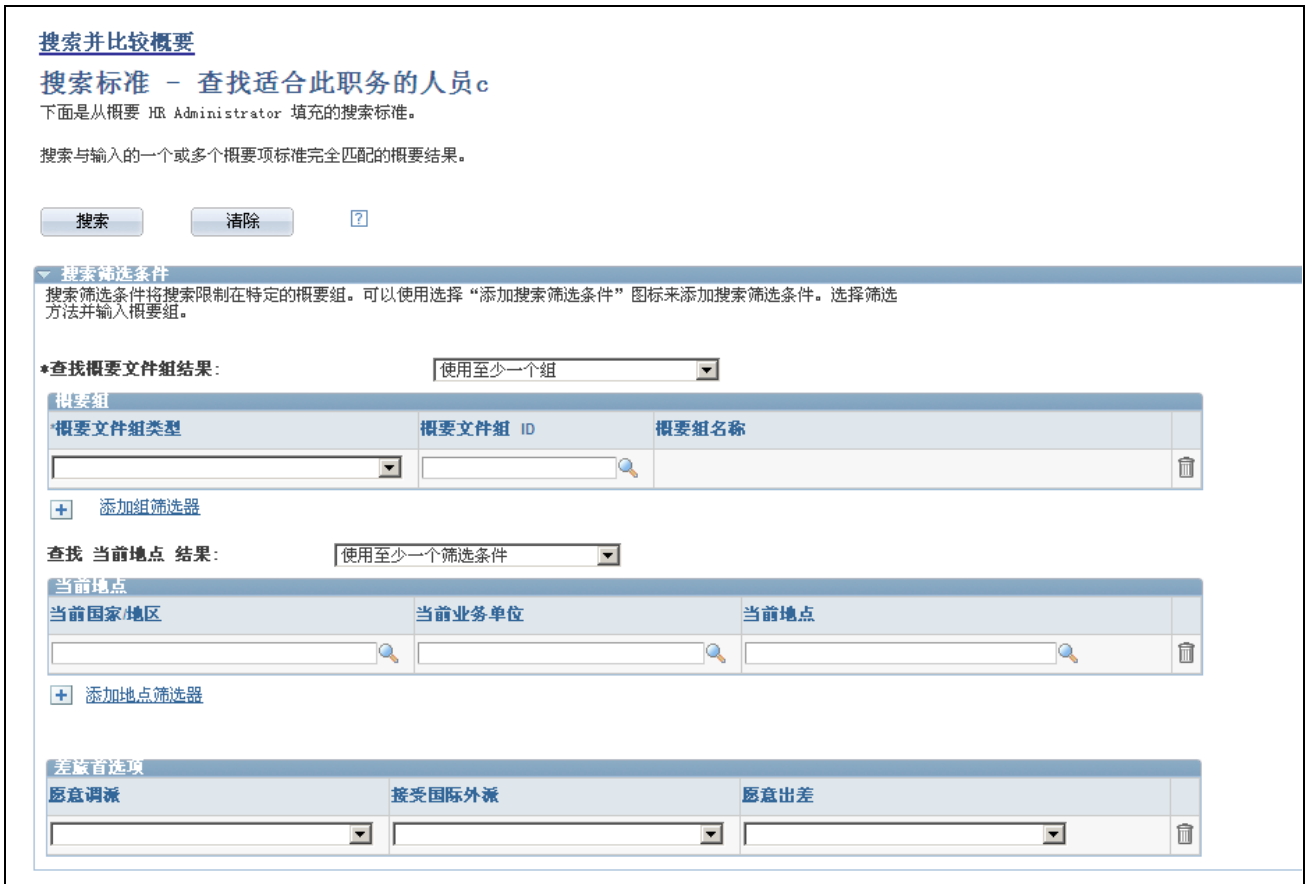 搜索并比较概要
搜索标准 - 查找适合此职务的人员c
下面是从概要 HR Administrator 填充的搜索标准。
搜索与输入的一个或多个概要项标准完全匹配的概要结果。
搜索 清除 ?
搜索筛选条件
搜索筛选条件将搜索限制在特定的概要组。可以使用选择“添加搜索筛选条件”图标来添加搜索筛选条件。选择筛选
方法并输入概要组。
*查找概要文件组结果: 使用至少一个组
概要组
*概要文件组类型 概要文件组 ID 概要组名称
添加组筛选器
查找 当前地点 结果: 使用至少一个筛选条件
当前地点
当前国家/地区 当前业务单位 当前地点
添加地点筛选器
差旅首选项
愿意调派 接受国际外派 愿意出差